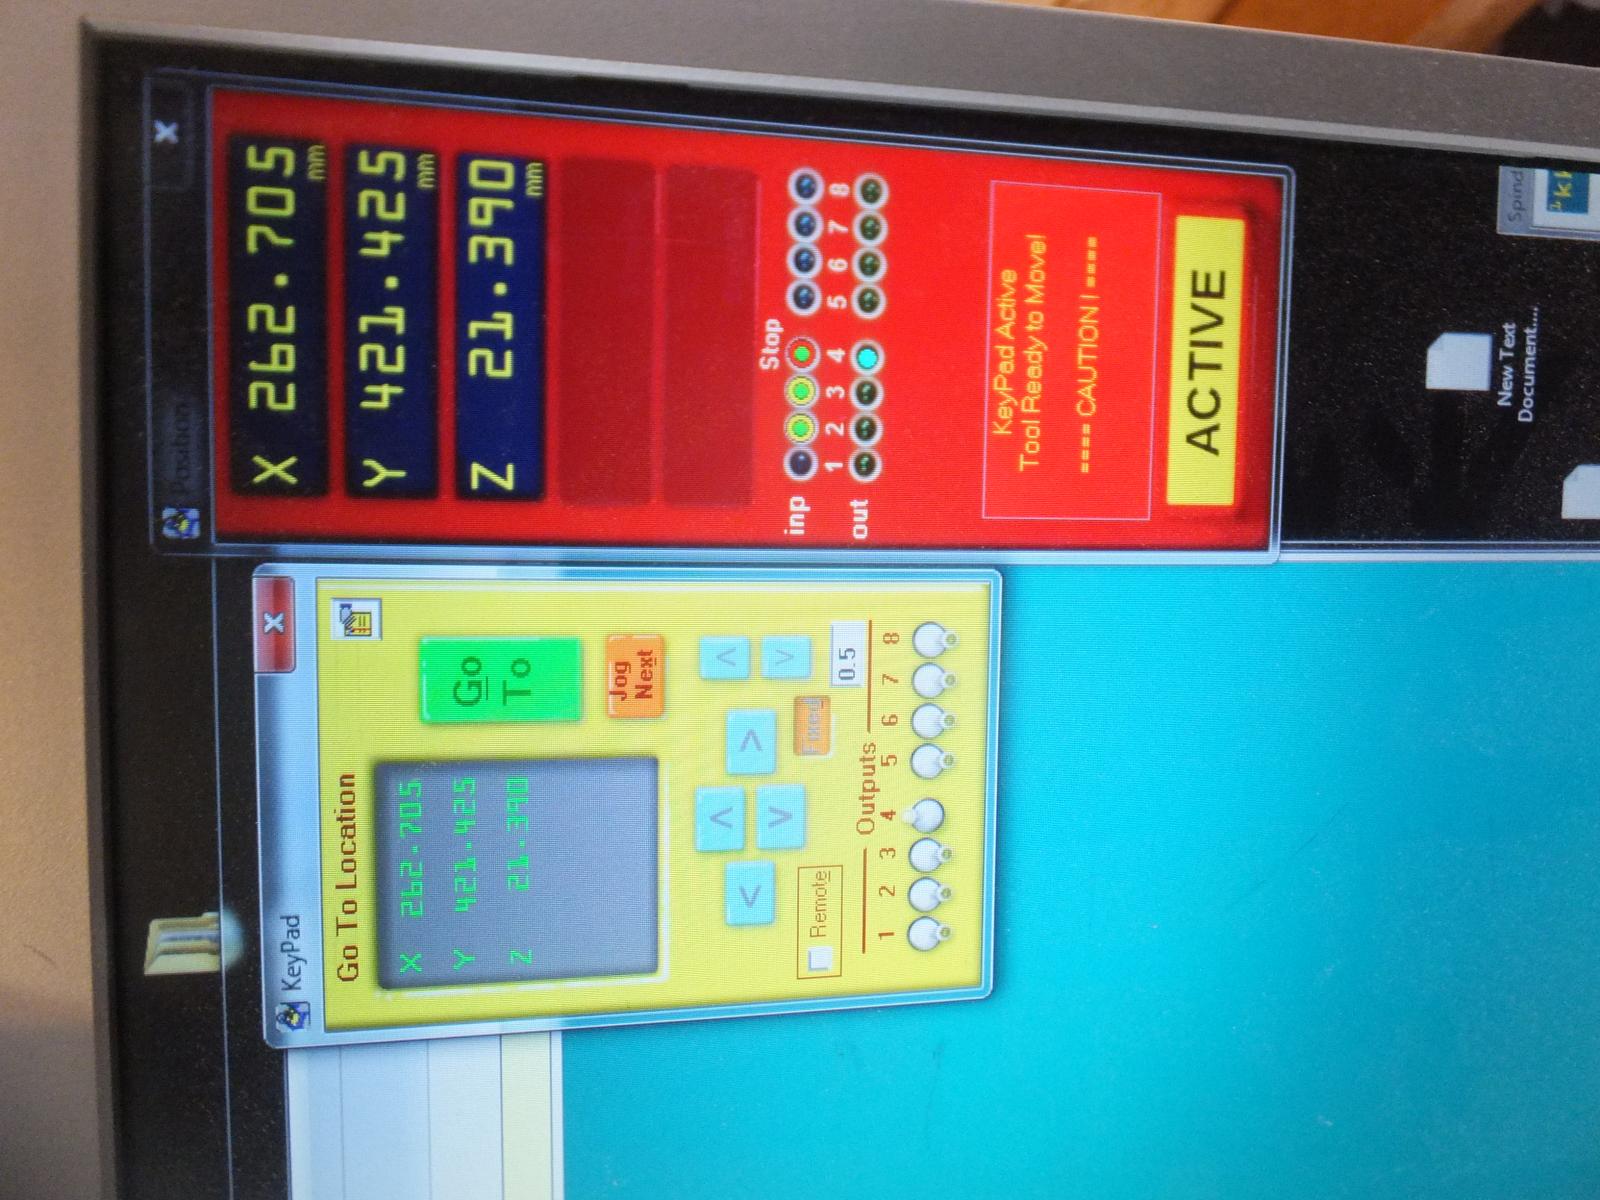 KeyPad
Go To Location
X 262.705
Y 421.425
Z 21.390
Go
To
Jog
Next
Fixed
0.5
Remote
Outputs
1 2 3 4 5 6 7 8
Position
X 262.705 mm
Y 421.425 mm
Z 21.390 mm
Stop
inp
1 2 3 4 5 6 7 8
out
KeyPad Active
Tool Ready to Move!
==== CAUTION ! ====
ACTIVE
New Text
Document....